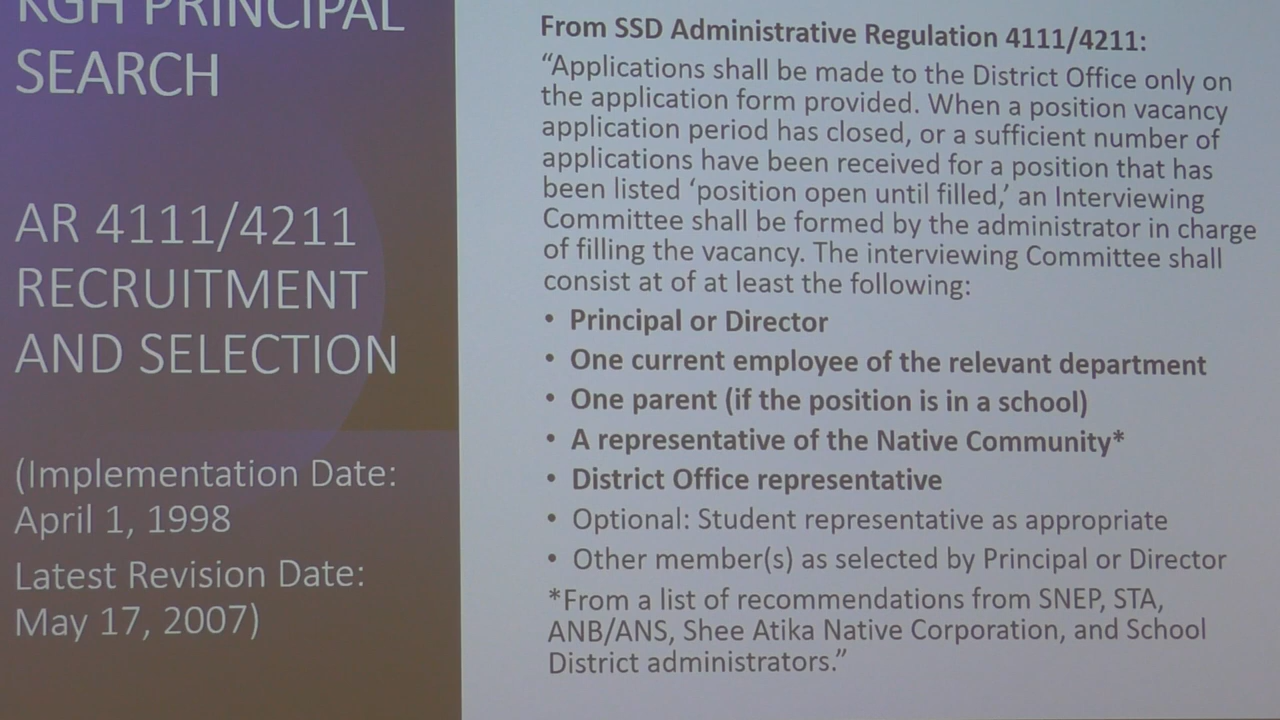 KGH PRINCIPAL
SEARCH
AR 4111/4211
RECRUITMENT
AND SELECTION
(Implementation Date:
April 1, 1998
Latest Revision Date:
May 17, 2007)
From SSD Administrative Regulation 4111/4211:
“Applications shall be made to the District Office only on
the application form provided. When a position vacancy
application period has closed, or a sufficient number of
applications have been received for a position that has
been listed ‘position open until filled,’ an Interviewing
Committee shall be formed by the administrator in charge
of filling the vacancy. The interviewing Committee shall
consist at of at least the following:
• Principal or Director
• One current employee of the relevant department
• One parent (if the position is in a school)
• A representative of the Native Community*
• District Office representative
• Optional: Student representative as appropriate
• Other member(s) as selected by Principal or Director
*From a list of recommendations from SNEP, STA,
ANB/ANS, Shee Atika Native Corporation, and School
District administrators.”